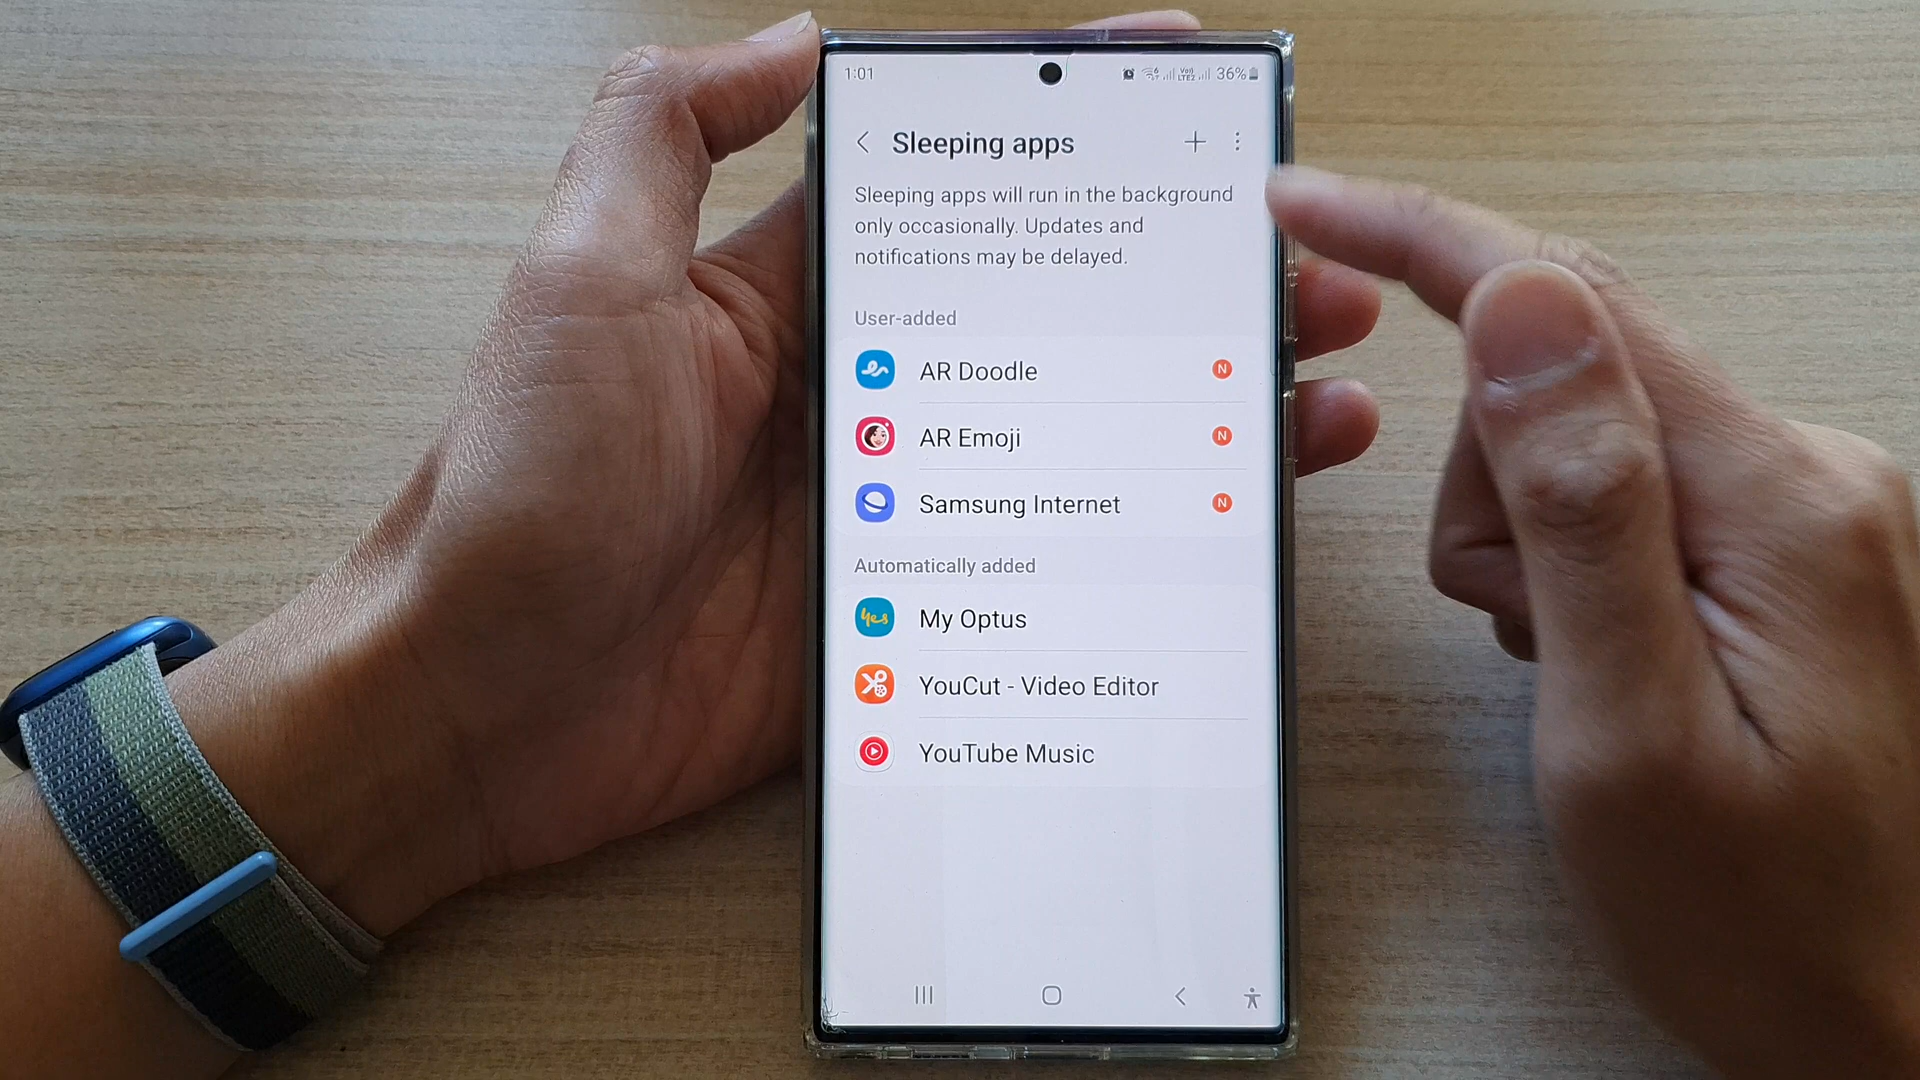 1:01
36%
Sleeping apps
Sleeping apps will run in the background
only occasionally. Updates and
notifications may be delayed.
User-added
AR Doodle
N
AR Emoji
N
Samsung Internet
N
Automatically added
yes
My Optus
YouCut - Video Editor
YouTube Music